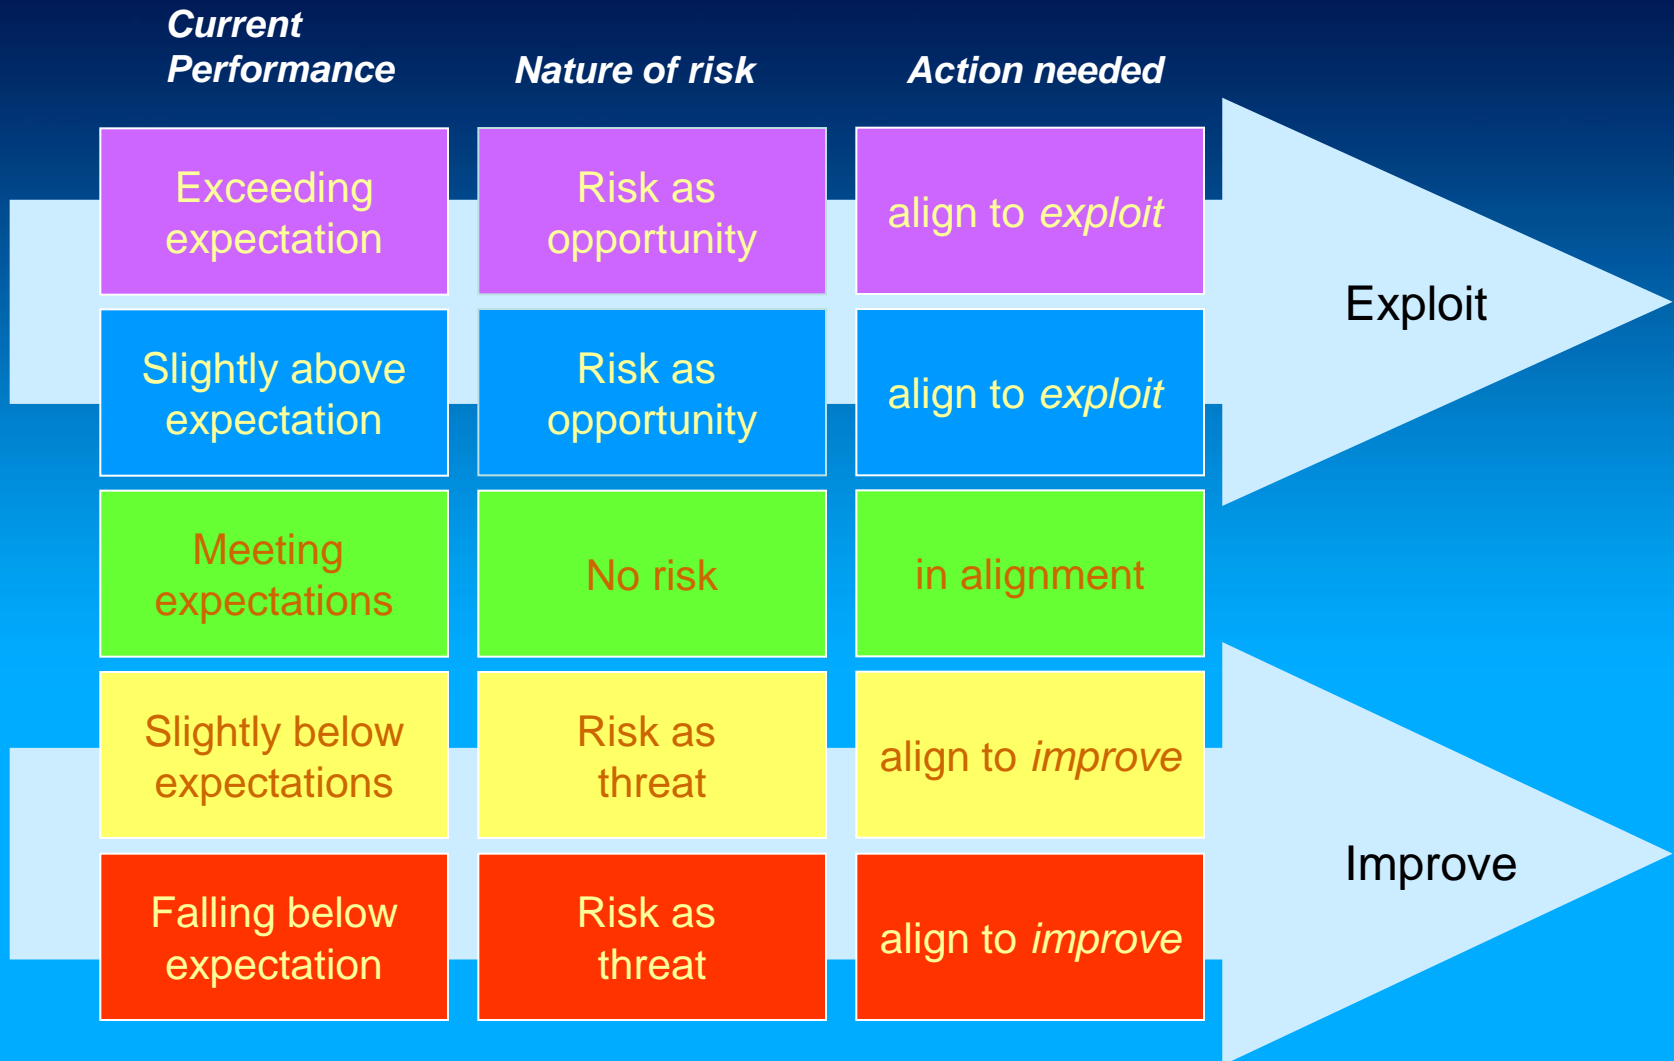 Current
Performance
Nature of risk
Action needed
Exceeding
expectation
Risk as
opportunity
align to exploit
Slightly above
expectation
Risk as
opportunity
align to exploit
Exploit
Meeting
expectations
No risk
in alignment
Slightly below
expectations
Risk as
threat
align to improve
Falling below
expectation
Risk as
threat
align to improve
Improve